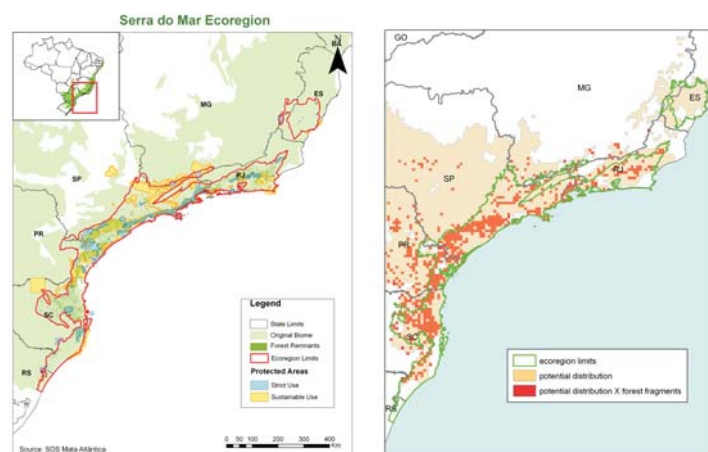 Serra do Mar Ecoregion
BA
ES
MG
RJ
SP
PR
SC
RS
Legend
State Limits
Original Biome
Forest Remnants
Ecoregion Limits
Protected Areas
Strict Use
Sustainable Use
Source: SOS Mata Atlântica
0 50 100 200 300 400
Km
GO
MG
ES
SP
RJ
PR
SC
RS
ecoregion limits
potential distribution
potential distribution X forest fragments